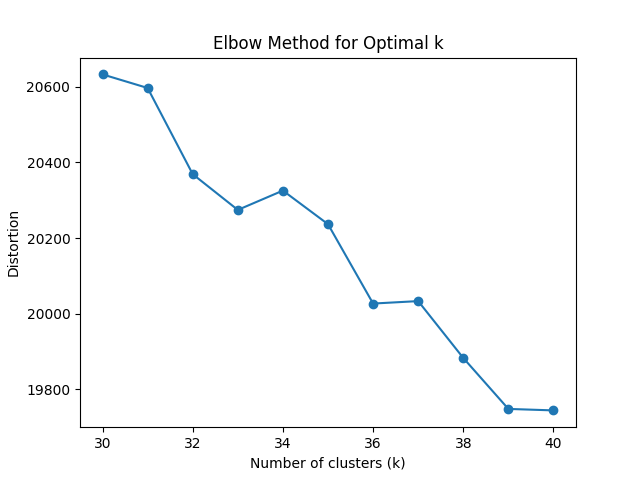 Elbow Method for Optimal k
20600
20400
20200
20000
19800
Distortion
30 32 34 36 38 40
Number of clusters (k)